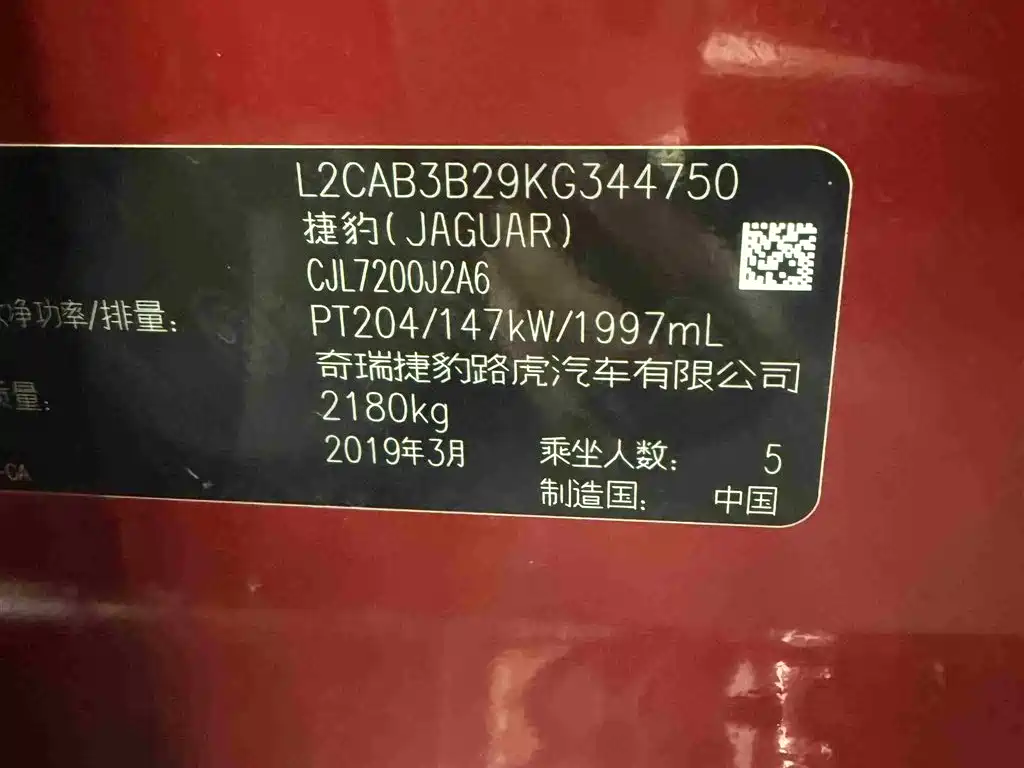 L2CAB3B29KG344750
捷豹(JAGUAR)
CJL7200J2A6
净功率/排量: PT204/147kW/1997mL
奇瑞捷豹路虎汽车有限公司
质量: 2180kg
2019年3月 乘坐人数: 5
-CA 制造国: 中国